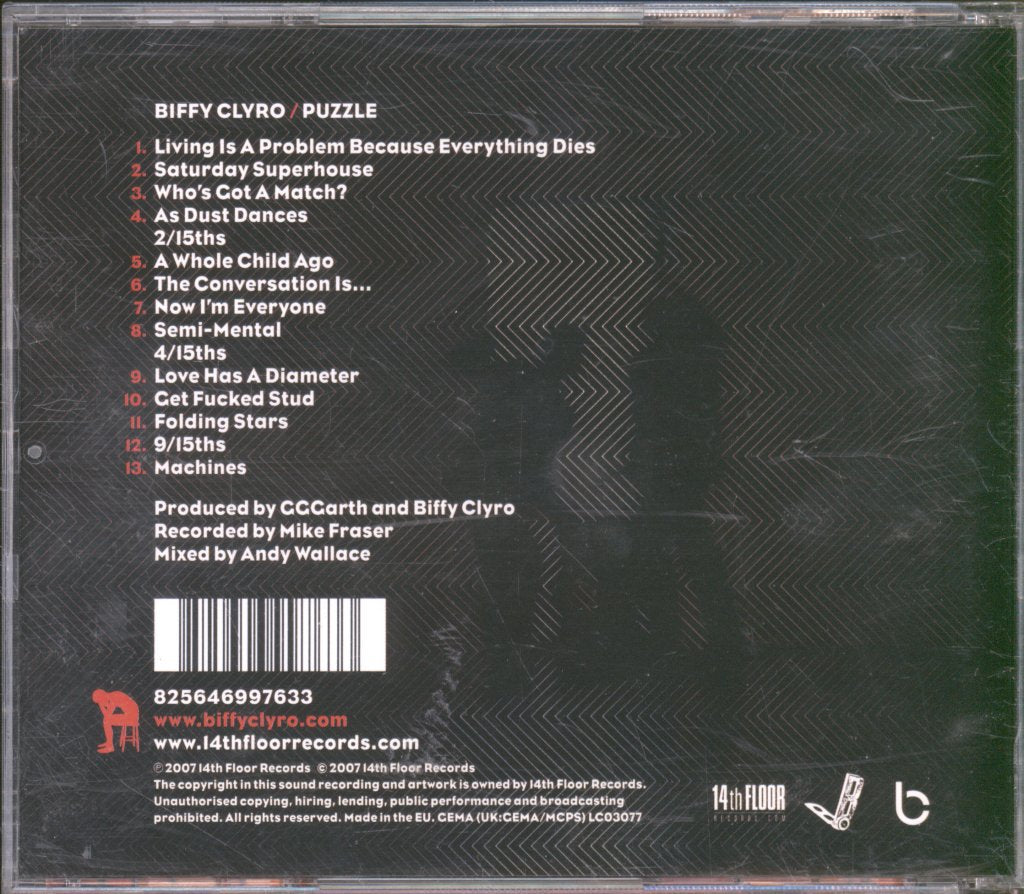 BIFFY CLYRO / PUZZLE
1. Living Is A Problem Because Everything Dies
2. Saturday Superhouse
3. Who's Got A Match?
4. As Dust Dances
2/15ths
5. A Whole Child Ago
6. The Conversation Is...
7. Now I'm Everyone
8. Semi-Mental
4/15ths
9. Love Has A Diameter
10. Get Fucked Stud
11. Folding Stars
12. 9/15ths
13. Machines
Produced by GGGarth and Biffy Clyro
Recorded by Mike Fraser
Mixed by Andy Wallace
825646997633
www.biffyclyro.com
www.14thfloorrecords.com
℗ 2007 14th Floor Records © 2007 14th Floor Records
The copyright in this sound recording and artwork is owned by 14th Floor Records.
Unauthorised copying, hiring, lending, public performance and broadcasting
prohibited. All rights reserved. Made in the EU. GEMA (UK:GEMA/MCPS) LC03077
14th FLOOR
RECORDS.COM
b